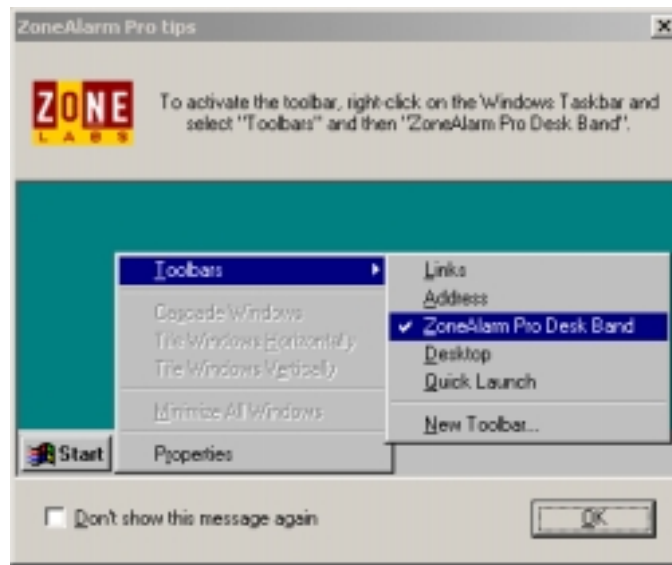 ZoneAlarm Pro tips
ZONE
LABS
To activate the toolbar, right-click on the Windows Taskbar and
select "Toolbars" and then "ZoneAlarm Pro Desk Band".
Toolbars
Cascade Windows
Tile Windows Horizontally
Tile Windows Vertically
Minimize All Windows
Properties
Links
Address
ZoneAlarm Pro Desk Band
Desktop
Quick Launch
New Toolbar...
Start
Don't show this message again
OK